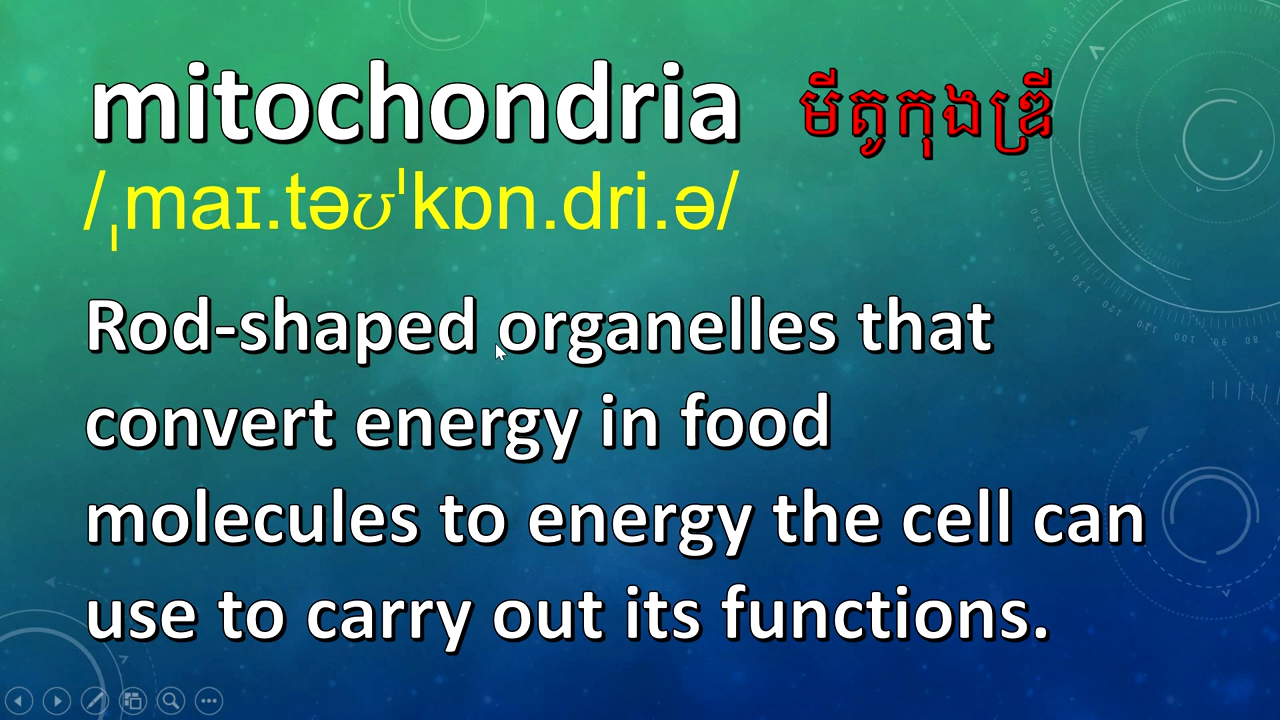 mitochondria មីតូកុងឌ្រី
/ˌmaɪ.təʊˈkɒn.dri.ə/
Rod-shaped organelles that
convert energy in food
molecules to energy the cell can
use to carry out its functions.